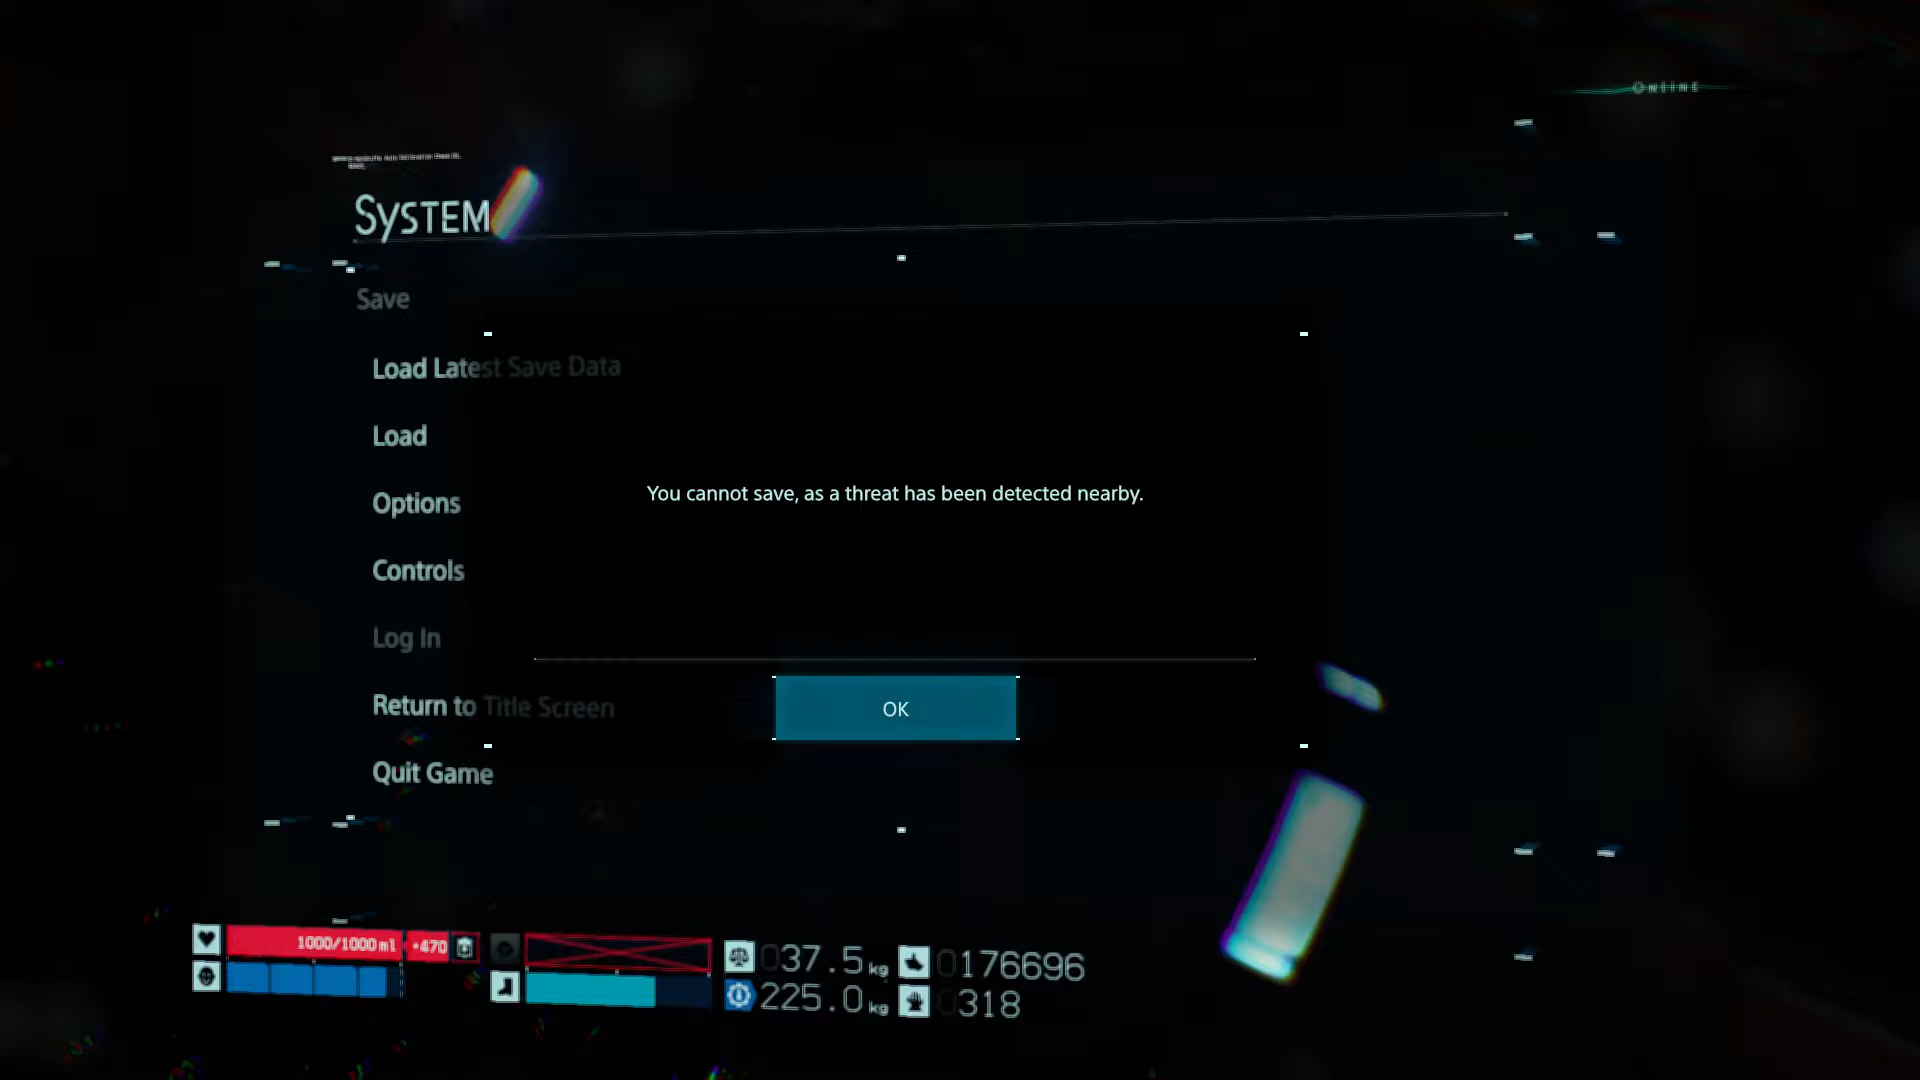 ONLINE
SYSTEM
Save
Load Latest Save Data
Load
Options
Controls
Log In
Return to Title Screen
Quit Game
You cannot save, as a threat has been detected nearby.
OK
1000/1000ml +470
037.5kg 0176696
225.0kg 0318